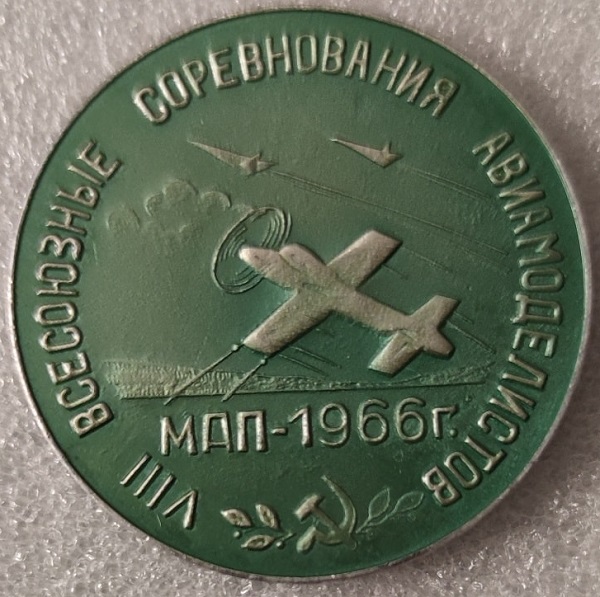 VIII ВСЕСОЮЗНЫЕ СОРЕВНОВАНИЯ АВИАМОДЕЛИСТОВ
МАП-1966г.